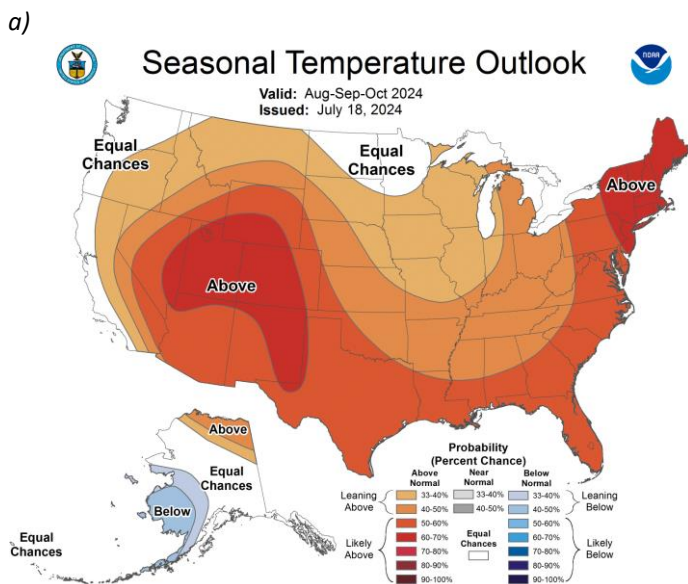 a)
NOAA
Seasonal Temperature Outlook
Valid: Aug-Sep-Oct 2024
Issued: July 18, 2024
Equal
Chances
Equal
Chances
Above
Above
Above
Equal
Chances
Below
Equal
Chances
Probability
(Percent Chance)
Above Normal
Near Normal
Below Normal
Leaning Above
33-40%
33-40%
33-40%
Leaning Below
40-50%
40-50%
40-50%
Likely Above
50-60%
Equal Chances
50-60%
Likely Below
60-70%
60-70%
70-80%
70-80%
80-90%
80-90%
90-100%
90-100%